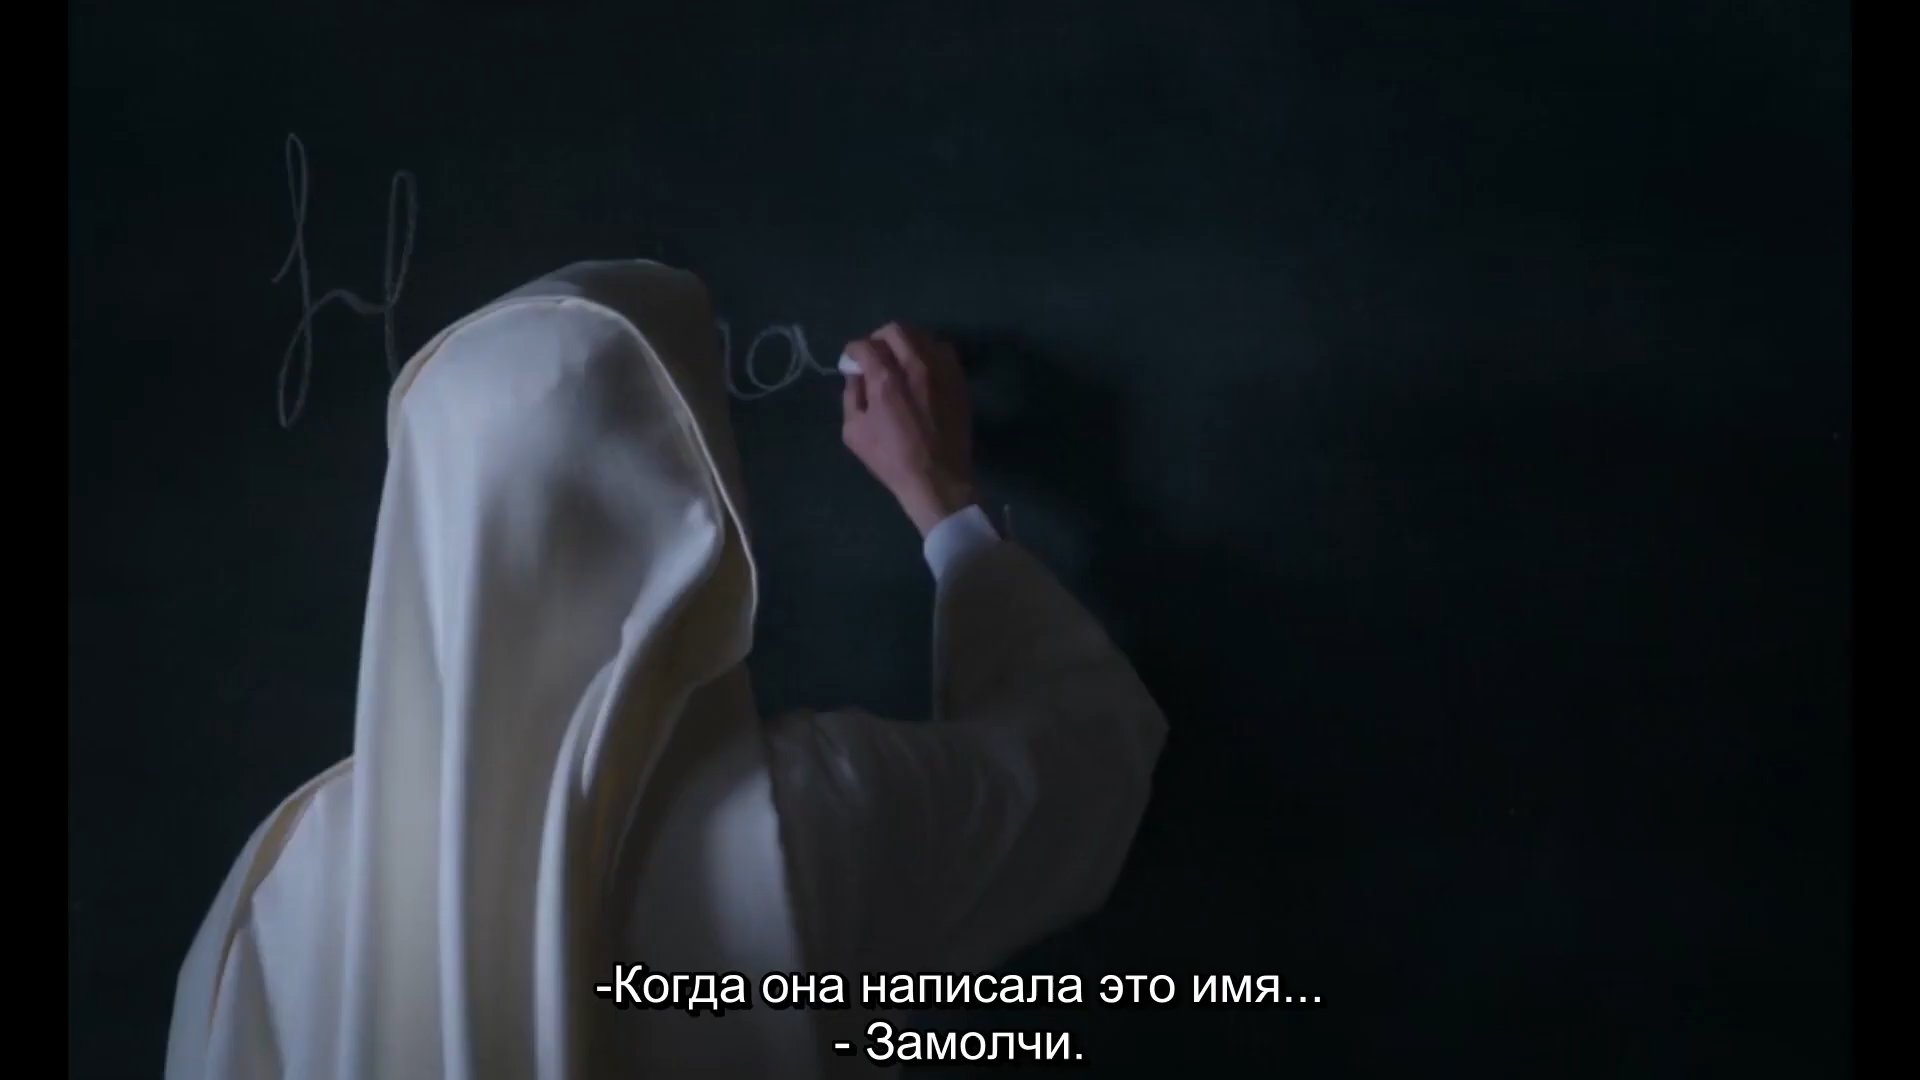 -Когда она написала это имя...
- Замолчи.